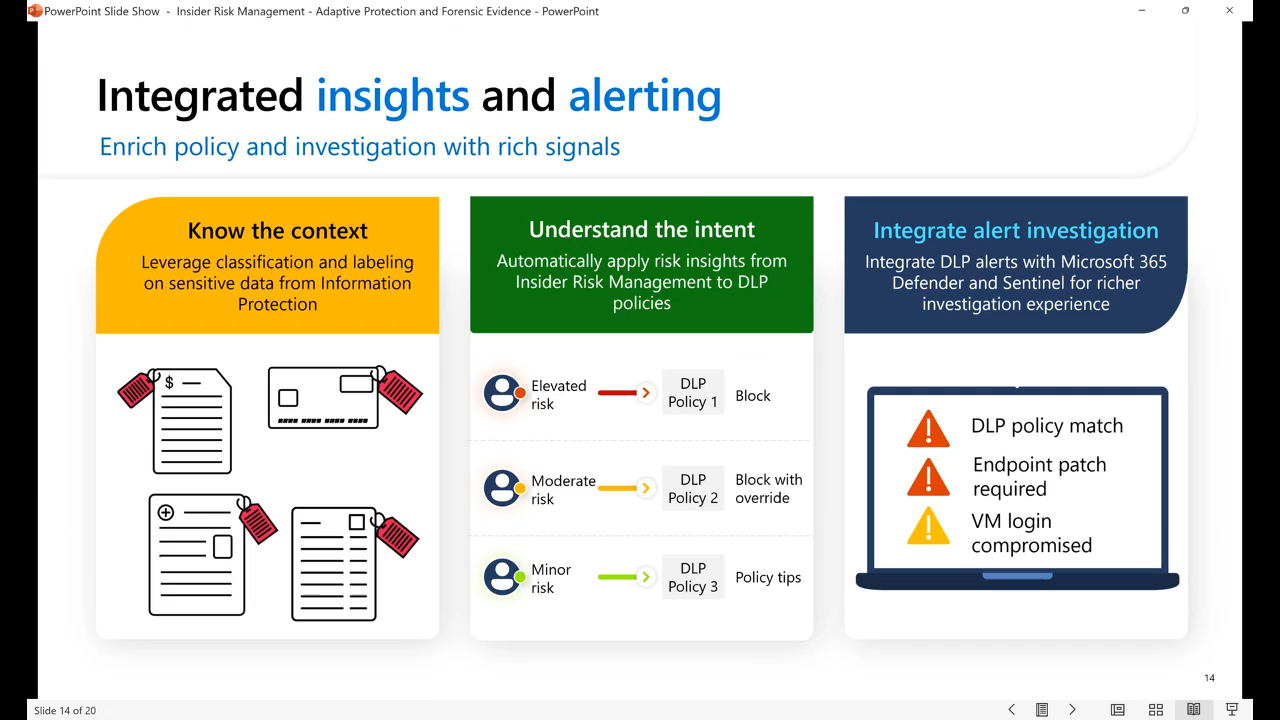 PowerPoint Slide Show - Insider Risk Management - Adaptive Protection and Forensic Evidence - PowerPoint
Integrated insights and alerting
Enrich policy and investigation with rich signals
Know the context
Leverage classification and labeling
on sensitive data from Information
Protection
$
#### #### #### ####
Understand the intent
Automatically apply risk insights from
Insider Risk Management to DLP
policies
Elevated
risk
DLP
Policy 1
Block
Moderate
risk
DLP
Policy 2
Block with
override
Minor
risk
DLP
Policy 3
Policy tips
Integrate alert investigation
Integrate DLP alerts with Microsoft 365
Defender and Sentinel for richer
investigation experience
DLP policy match
Endpoint patch
required
VM login
compromised
14
Slide 14 of 20